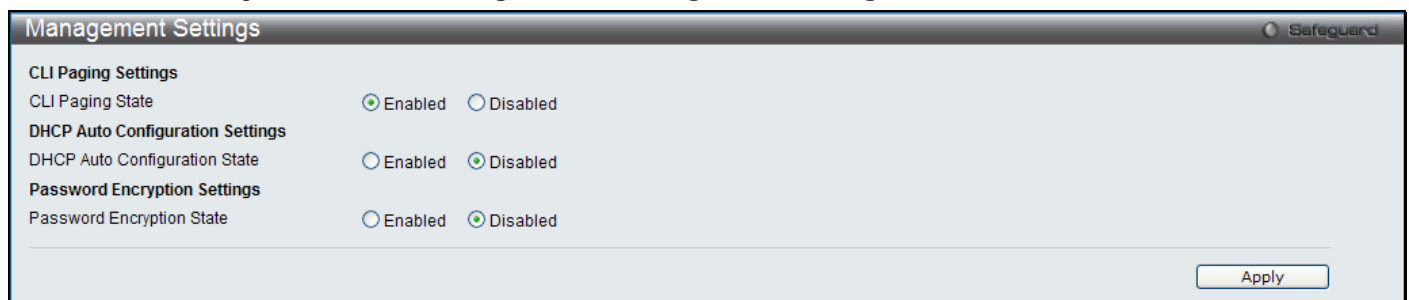 Management Settings
Safeguard
CLI Paging Settings
CLI Paging State Enabled Disabled
DHCP Auto Configuration Settings
DHCP Auto Configuration State Enabled Disabled
Password Encryption Settings
Password Encryption State Enabled Disabled
Apply